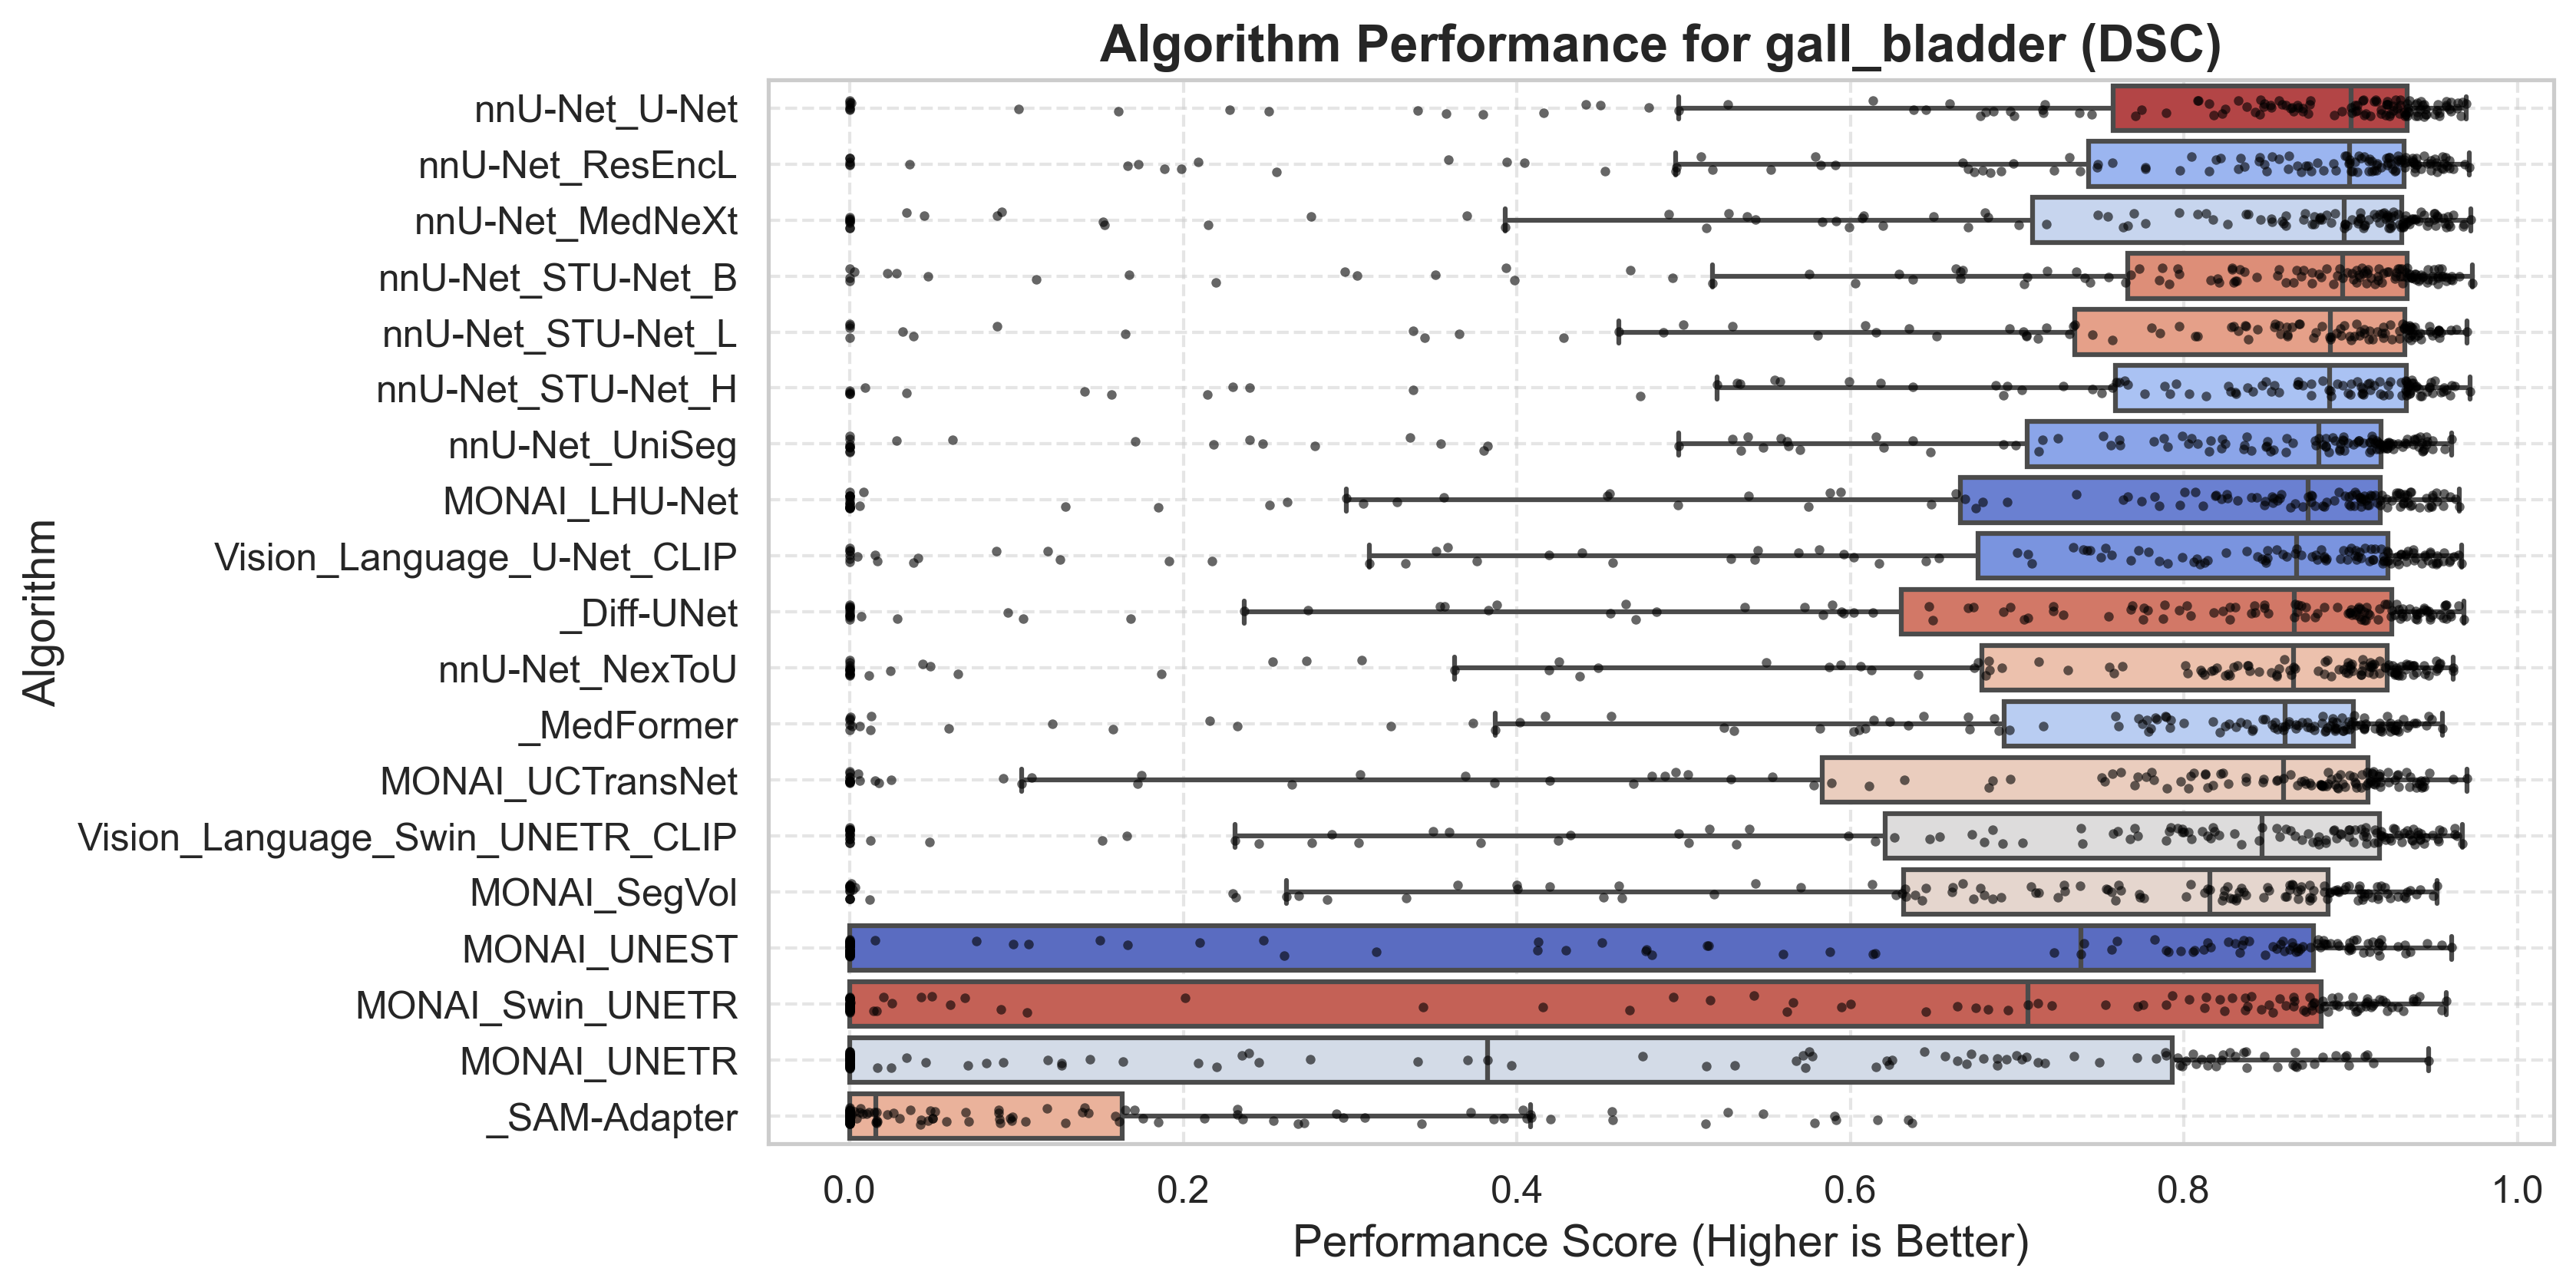 Algorithm Performance for gall_bladder (DSC)
Algorithm
nnU-Net_U-Net
nnU-Net_ResEncL
nnU-Net_MedNeXt
nnU-Net_STU-Net_B
nnU-Net_STU-Net_L
nnU-Net_STU-Net_H
nnU-Net_UniSeg
MONAI_LHU-Net
Vision_Language_U-Net_CLIP
_Diff-UNet
nnU-Net_NexToU
_MedFormer
MONAI_UCTransNet
Vision_Language_Swin_UNETR_CLIP
MONAI_SegVol
MONAI_UNEST
MONAI_Swin_UNETR
MONAI_UNETR
_SAM-Adapter
0.0 0.2 0.4 0.6 0.8 1.0
Performance Score (Higher is Better)